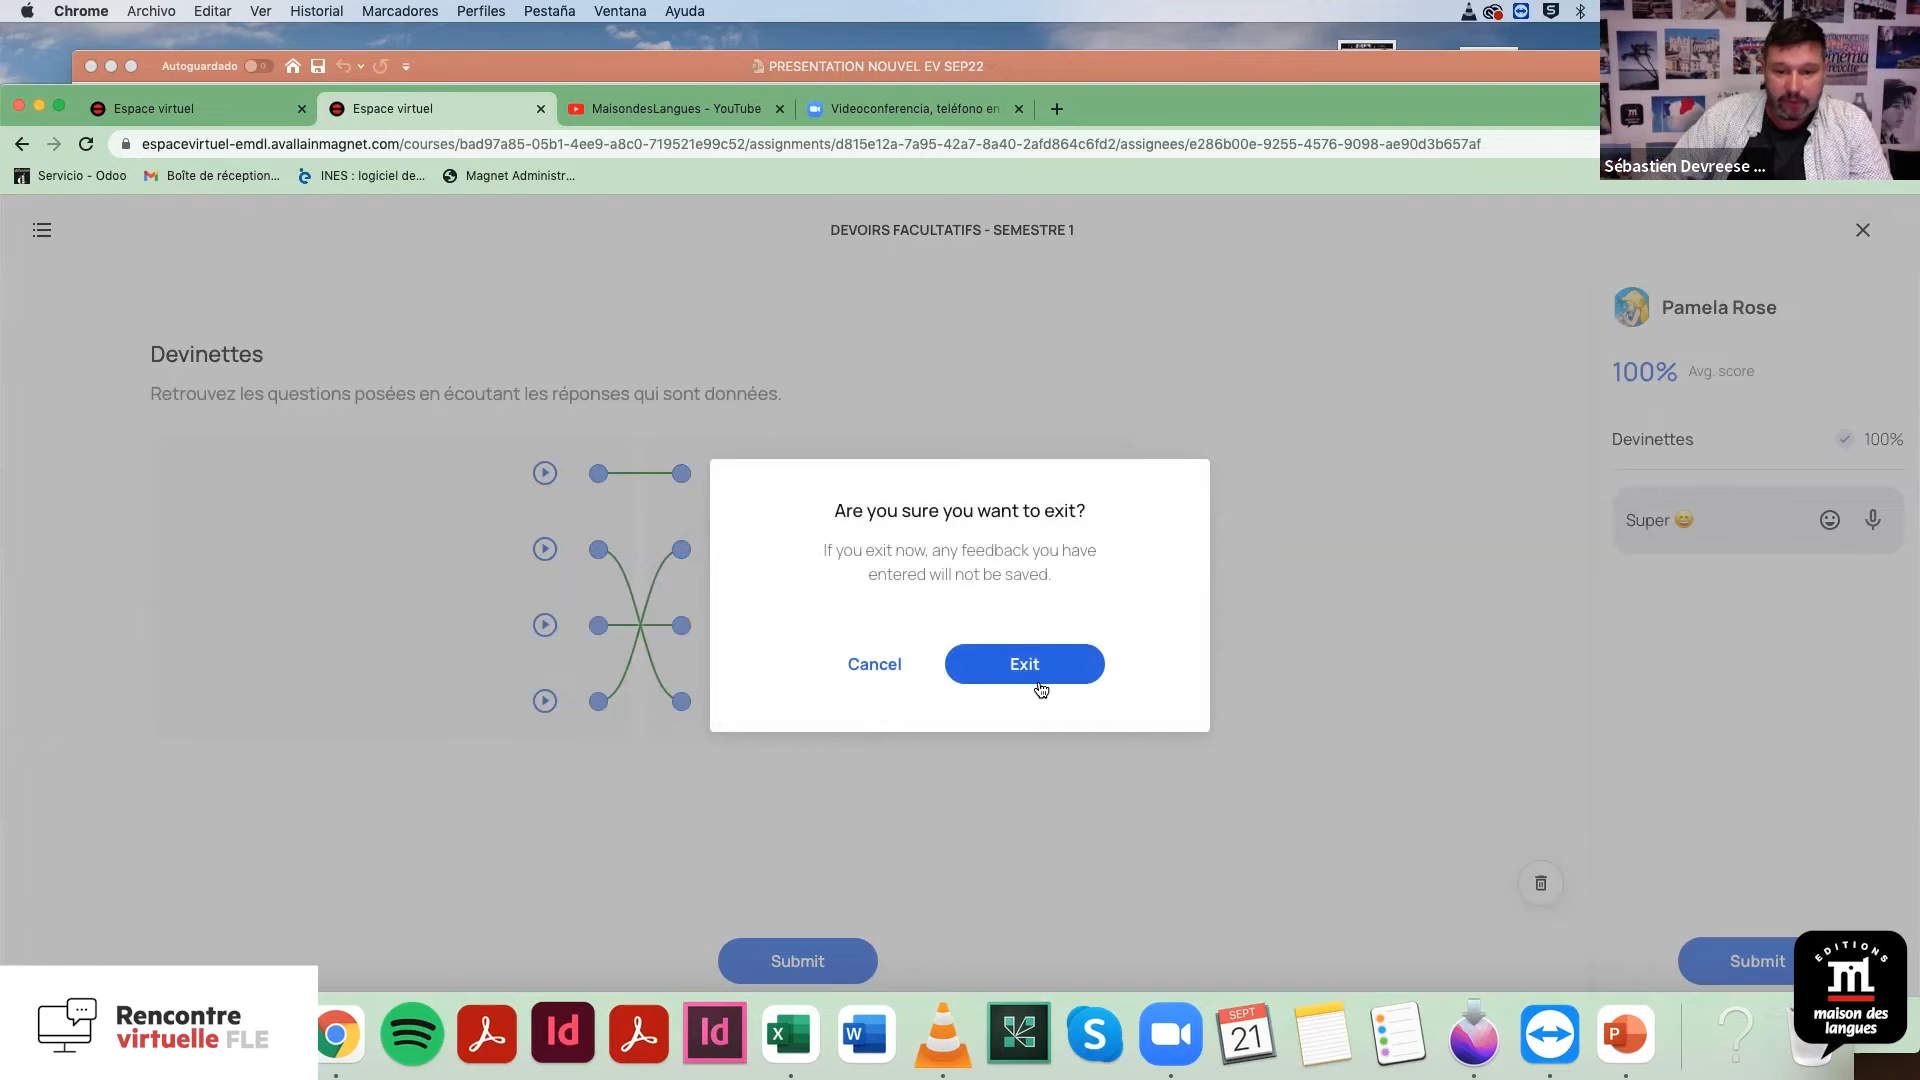 Chrome Archivo Editar Ver Historial Marcadores Perfiles Pestaña Ventana Ayuda
Autoguardado PRESENTATION NOUVEL EV SEP22
Espace virtuel Espace virtuel MaisondesLangues - YouTube Videoconferencia, teléfono en
espacevirtuel-emdl.avallainmagnet.com/courses/bad97a85-05b1-4ee9-a8c0-719521e99c52/assignments/d815e12a-7a95-42a7-8a40-2afd864c6fd2/assignees/e286b00e-9255-4576-9098-ae90d3b657af
Sébastien Devreese ...
Servicio - Odoo Boîte de réception... INES : logiciel de... Magnet Administr...
DEVOIRS FACULTATIFS - SEMESTRE 1
Pamela Rose
100% Avg. score
Devinettes 100%
Super 😄
Devinettes
Retrouvez les questions posées en écoutant les réponses qui sont données.
Are you sure you want to exit?
If you exit now, any feedback you have
entered will not be saved.
Cancel Exit
Submit Submit
Rencontre
virtuelle FLE
SEPT
21
EDITIONS
maison des
langues